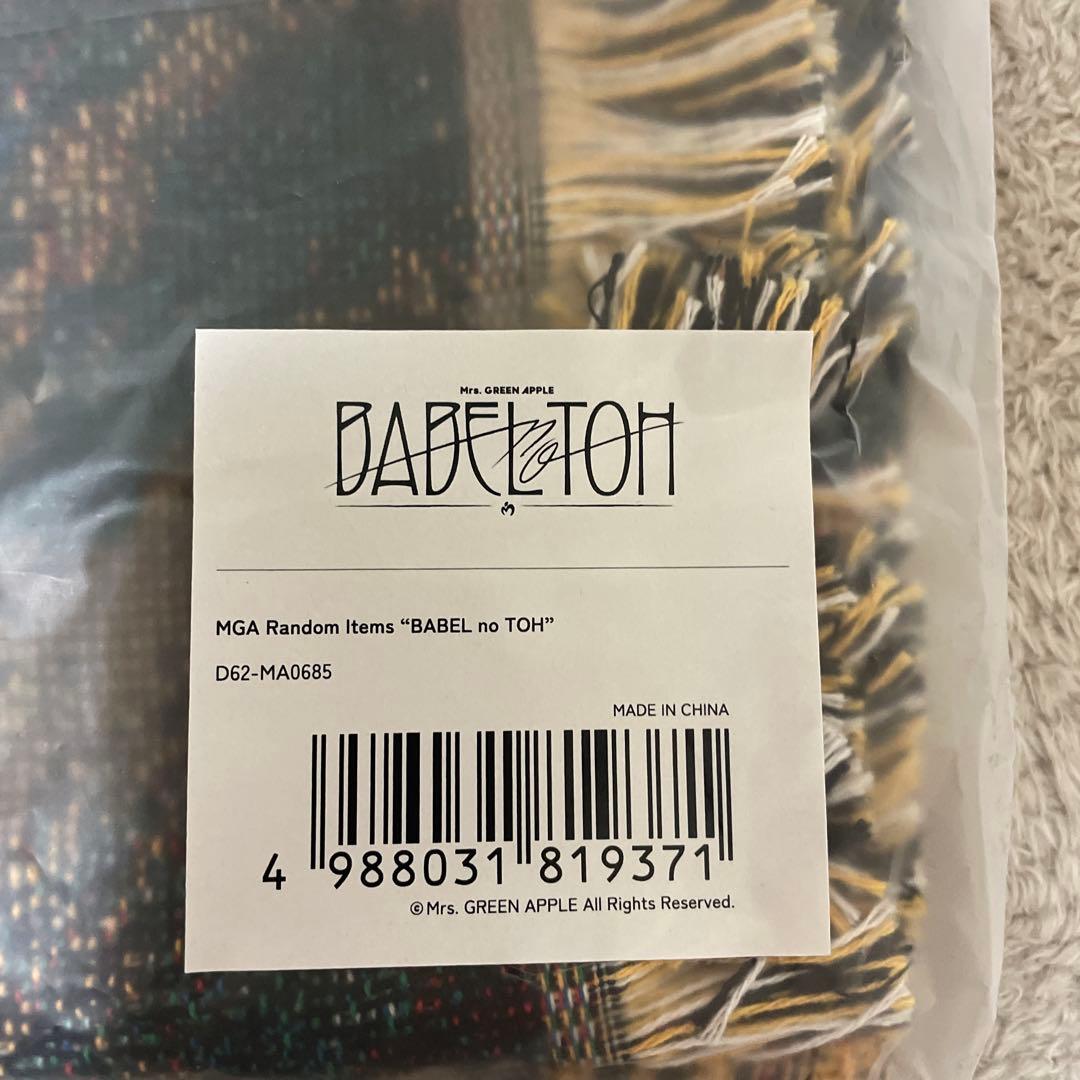 Mrs. GREEN APPLE
BABEL no TOH
MGA Random Items “BABEL no TOH”
D62-MA0685
MADE IN CHINA
4 988031 819371
©Mrs. GREEN APPLE All Rights Reserved.